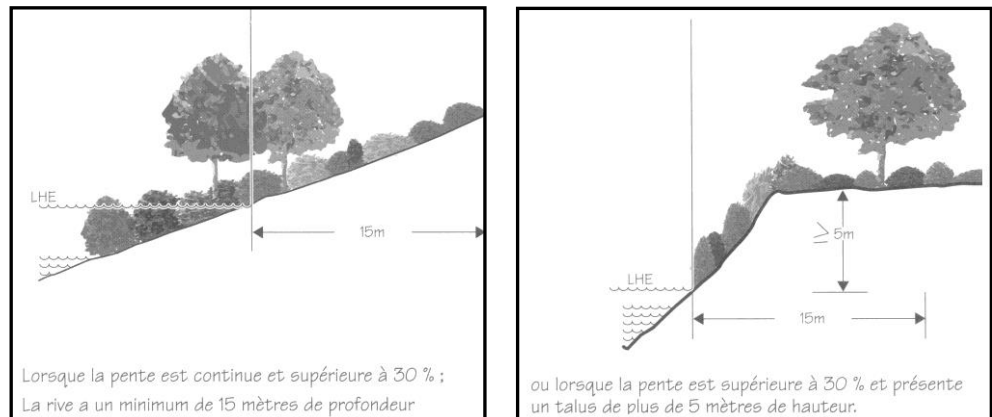 LHE
15m
Lorsque la pente est continue et supérieure à 30 % ;
La rive a un minimum de 15 mètres de profondeur
≥ 5m
LHE
15m
ou lorsque la pente est supérieure à 30 % et présente
un talus de plus de 5 mètres de hauteur.